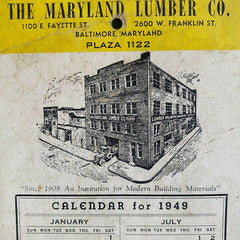 THE MARYLAND LUMBER CO.
1100 E. FAYETTE ST. 2600 W. FRANKLIN ST.
BALTIMORE, MARYLAND
PLAZA 1122
"Since 1908 An Institution for Modern Building Materials"
CALENDAR for 1949
JANUARY JULY
SUN MON TUE WED THU FRI SAT SUN MON TUE WED THU FRI SAT
1 1 2